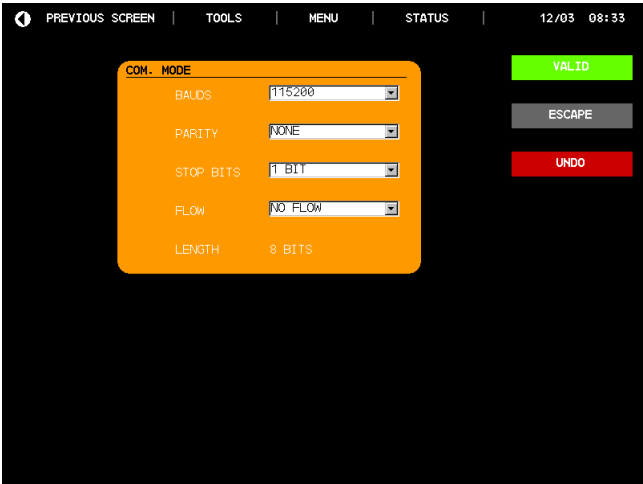 PREVIOUS SCREEN | TOOLS | MENU | STATUS | 12/03 08:33
COM. MODE
BAUDS 115200
PARITY NONE
STOP BITS 1 BIT
FLOW NO FLOW
LENGTH 8 BITS
VALID
ESCAPE
UNDO